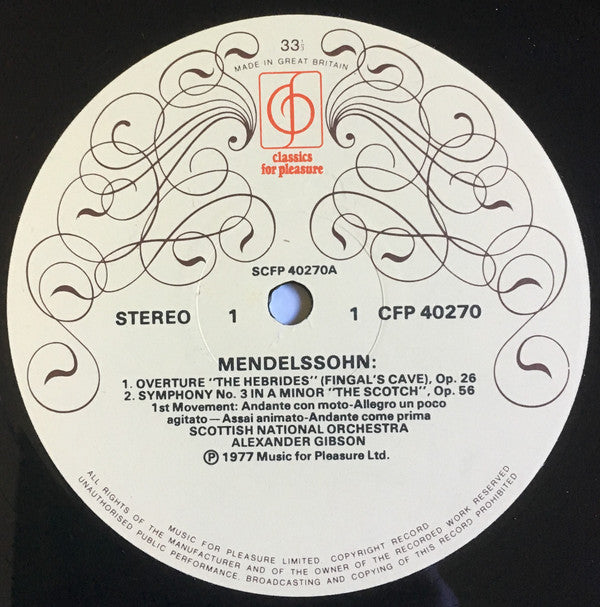 33⅓
MADE IN GREAT BRITAIN
classics
for pleasure
SCFP 40270A
STEREO 1 1 CFP 40270
MENDELSSOHN:
1. OVERTURE "THE HEBRIDES" (FINGAL'S CAVE), Op. 26
2. SYMPHONY No. 3 IN A MINOR "THE SCOTCH", Op. 56
1st Movement: Andante con moto-Allegro un poco
agitato — Assai animato-Andante come prima
SCOTTISH NATIONAL ORCHESTRA
ALEXANDER GIBSON
℗ 1977 Music for Pleasure Ltd.
MUSIC FOR PLEASURE LIMITED. COPYRIGHT RECORD
ALL RIGHTS OF THE MANUFACTURER AND OF THE OWNER OF THE RECORDED WORK RESERVED
UNAUTHORISED PUBLIC PERFORMANCE. BROADCASTING AND COPYING OF THIS RECORD PROHIBITED